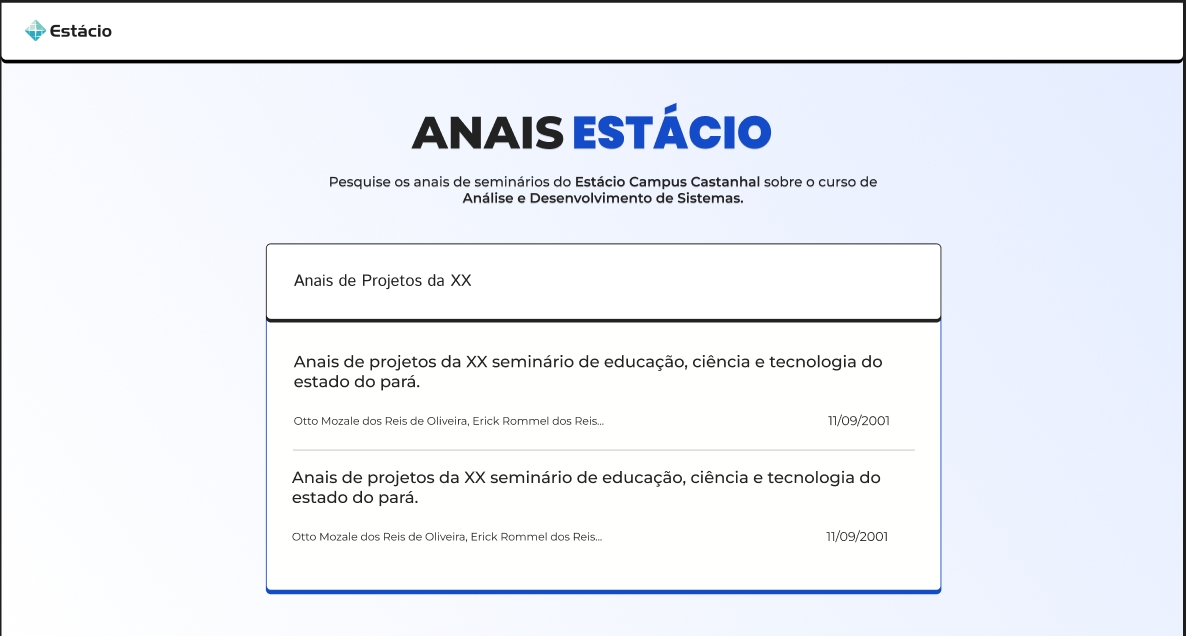 Estácio
ANAIS ESTÁCIO
Pesquise os anais de seminários do Estácio Campus Castanhal sobre o curso de
Análise e Desenvolvimento de Sistemas.
Anais de Projetos da XX
Anais de projetos da XX seminário de educação, ciência e tecnologia do
estado do pará.
Otto Mozale dos Reis de Oliveira, Erick Rommel dos Reis... 11/09/2001
Anais de projetos da XX seminário de educação, ciência e tecnologia do
estado do pará.
Otto Mozale dos Reis de Oliveira, Erick Rommel dos Reis... 11/09/2001